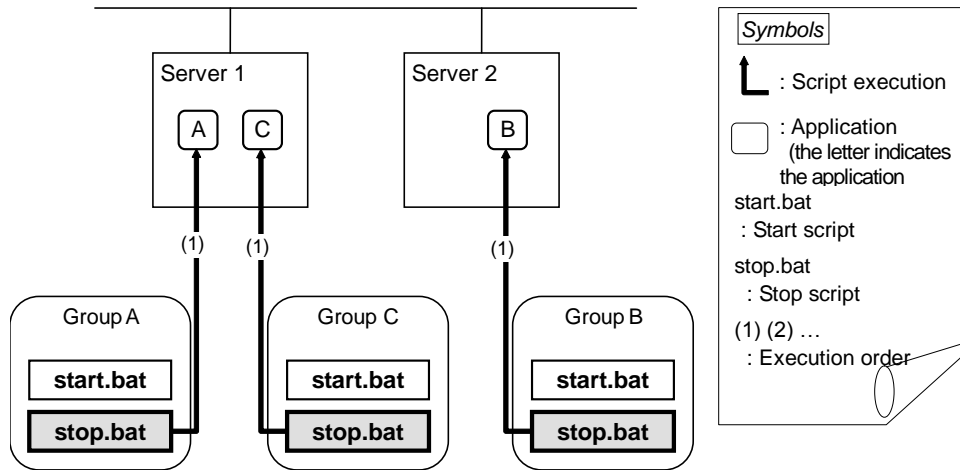 Server 1
A
C
Server 2
B
(1)
(1)
(1)
Group A
start.bat
stop.bat
Group C
start.bat
stop.bat
Group B
start.bat
stop.bat
Symbols
: Script execution
: Application
(the letter indicates
the application
start.bat
: Start script
stop.bat
: Stop script
(1) (2) …
: Execution order